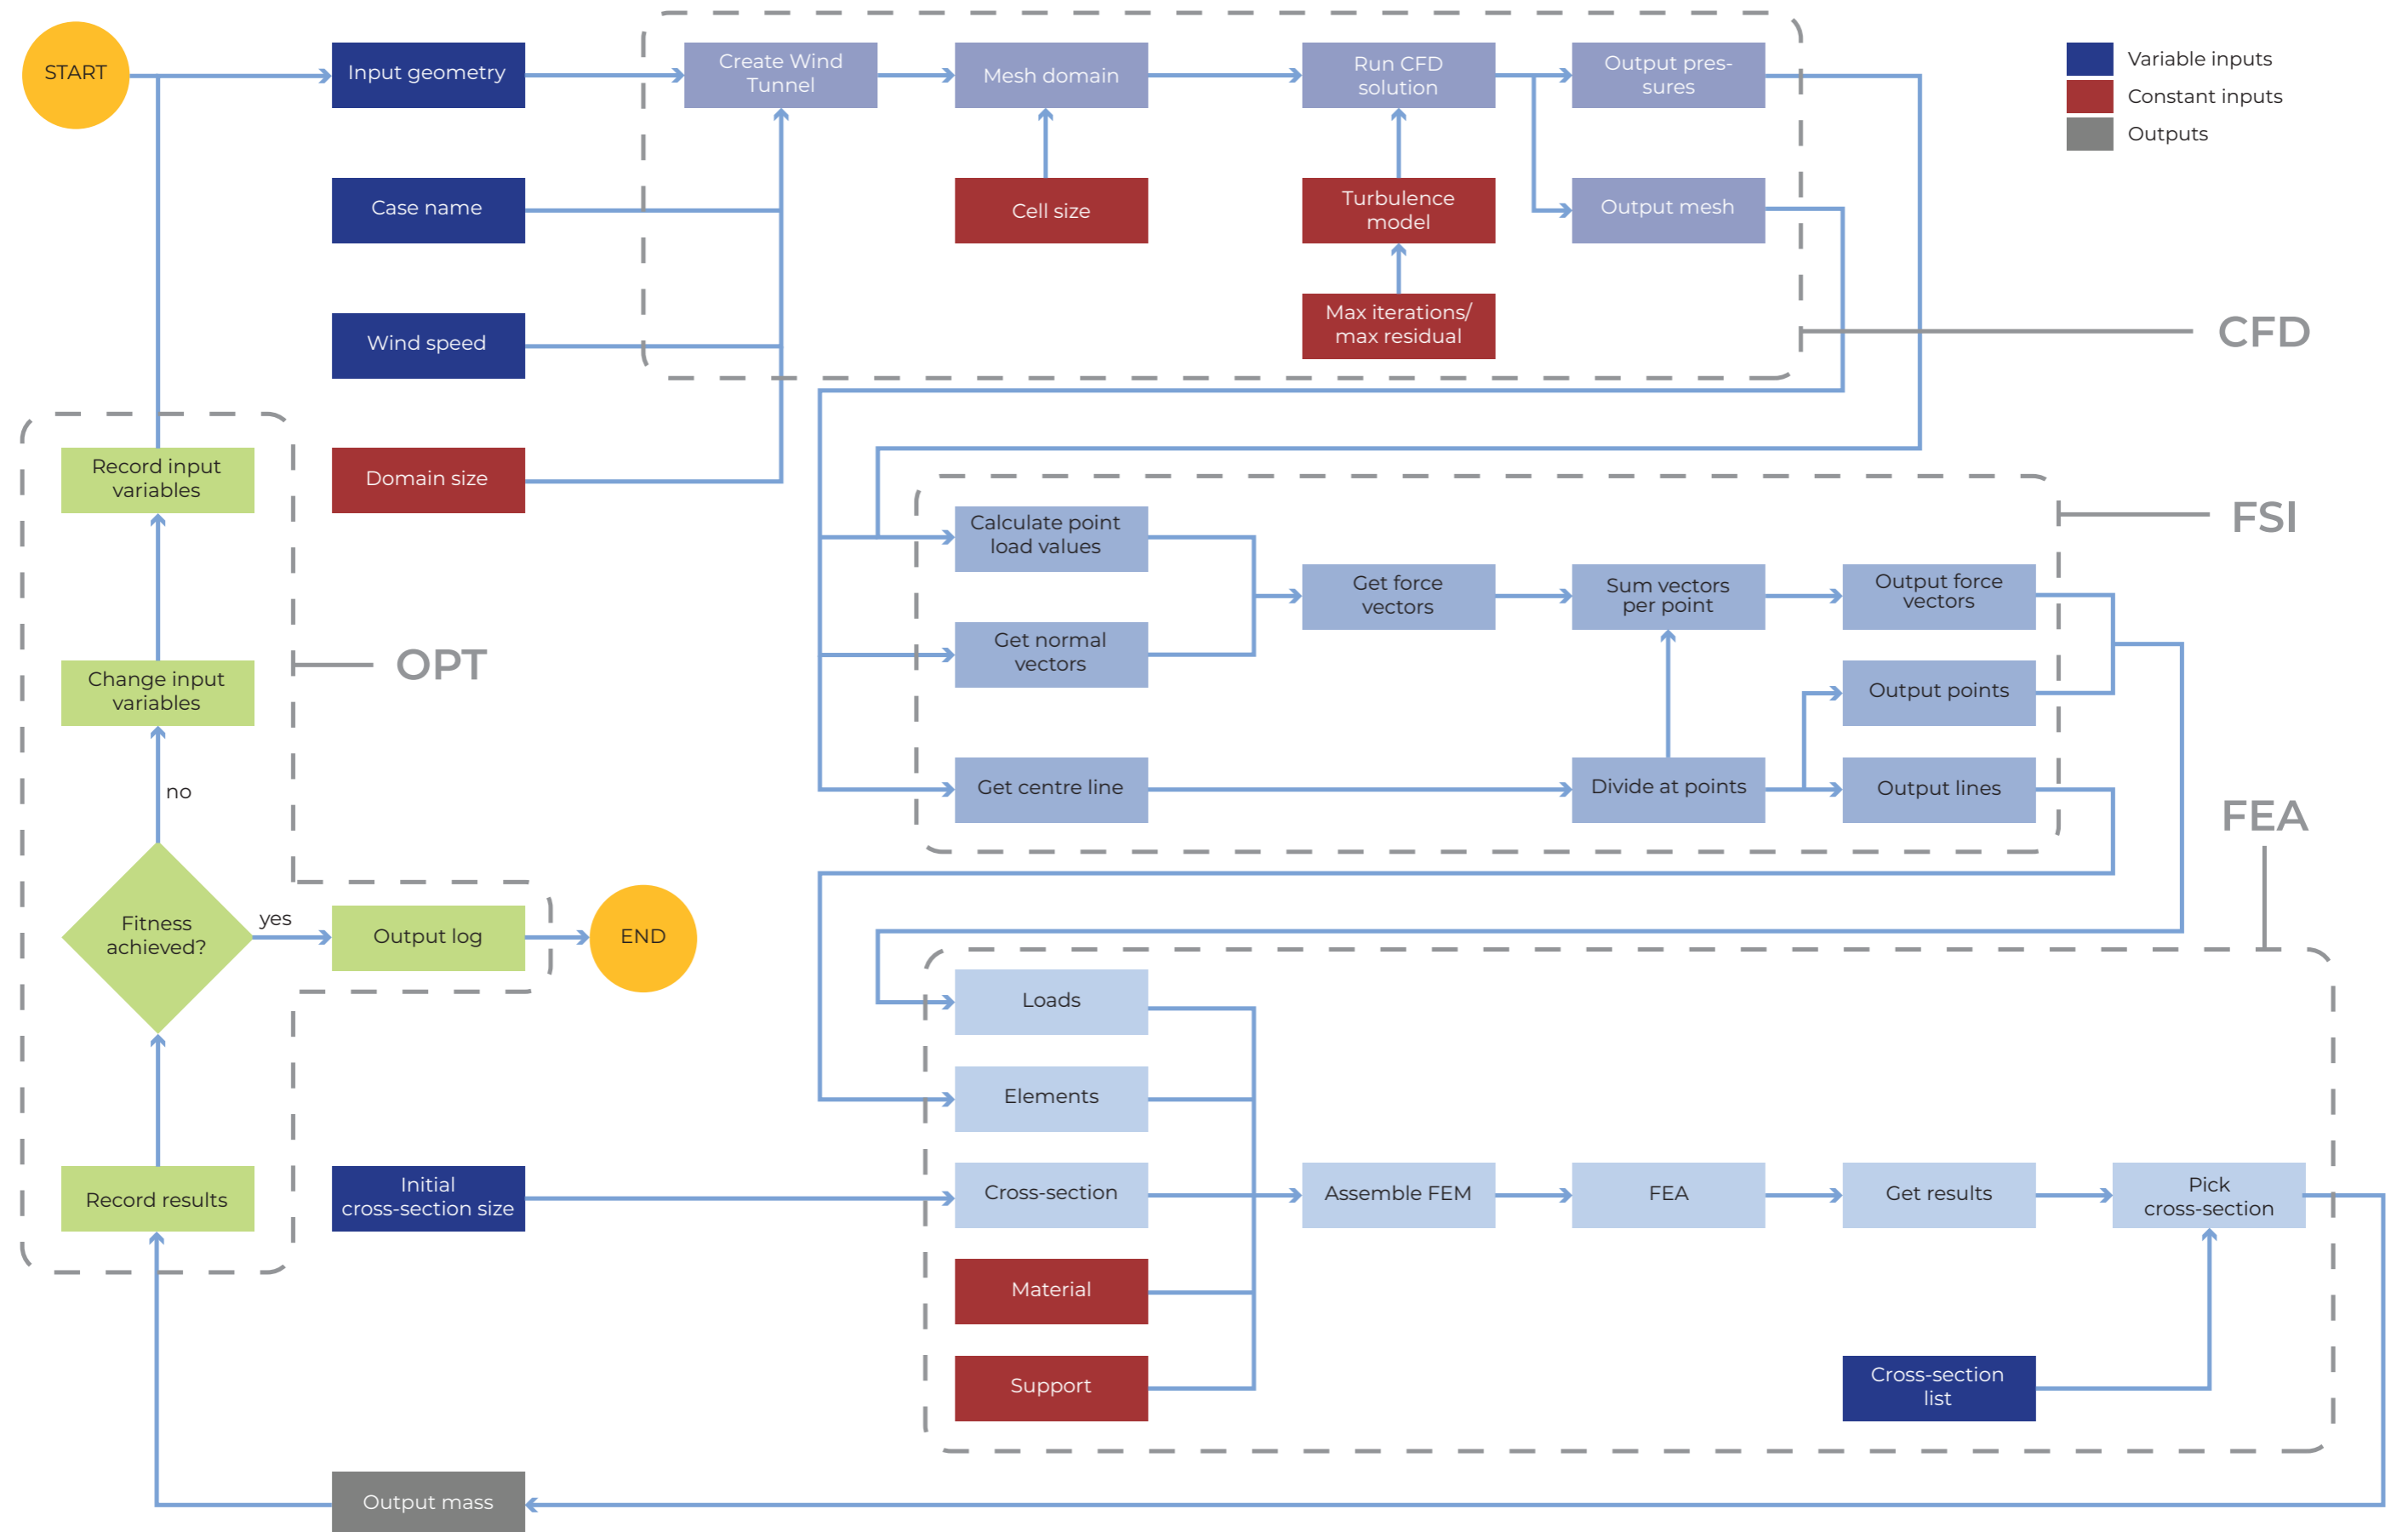 START
Input geometry
Create Wind
Tunnel
Mesh domain
Run CFD
solution
Output pres-
sures
Variable inputs
Constant inputs
Outputs
Case name
Cell size
Turbulence
model
Output mesh
Wind speed
Max iterations/
max residual
CFD
Record input
variables
Domain size
Calculate point
load values
FSI
Get force
vectors
Sum vectors
per point
Output force
vectors
Get normal
vectors
OPT
Change input
variables
Output points
no
Get centre line
Divide at points
Output lines
FEA
Fitness
achieved?
yes
Output log
END
Loads
Elements
Record results
Initial
cross-section size
Cross-section
Assemble FEM
FEA
Get results
Pick
cross-section
Material
Support
Cross-section
list
Output mass